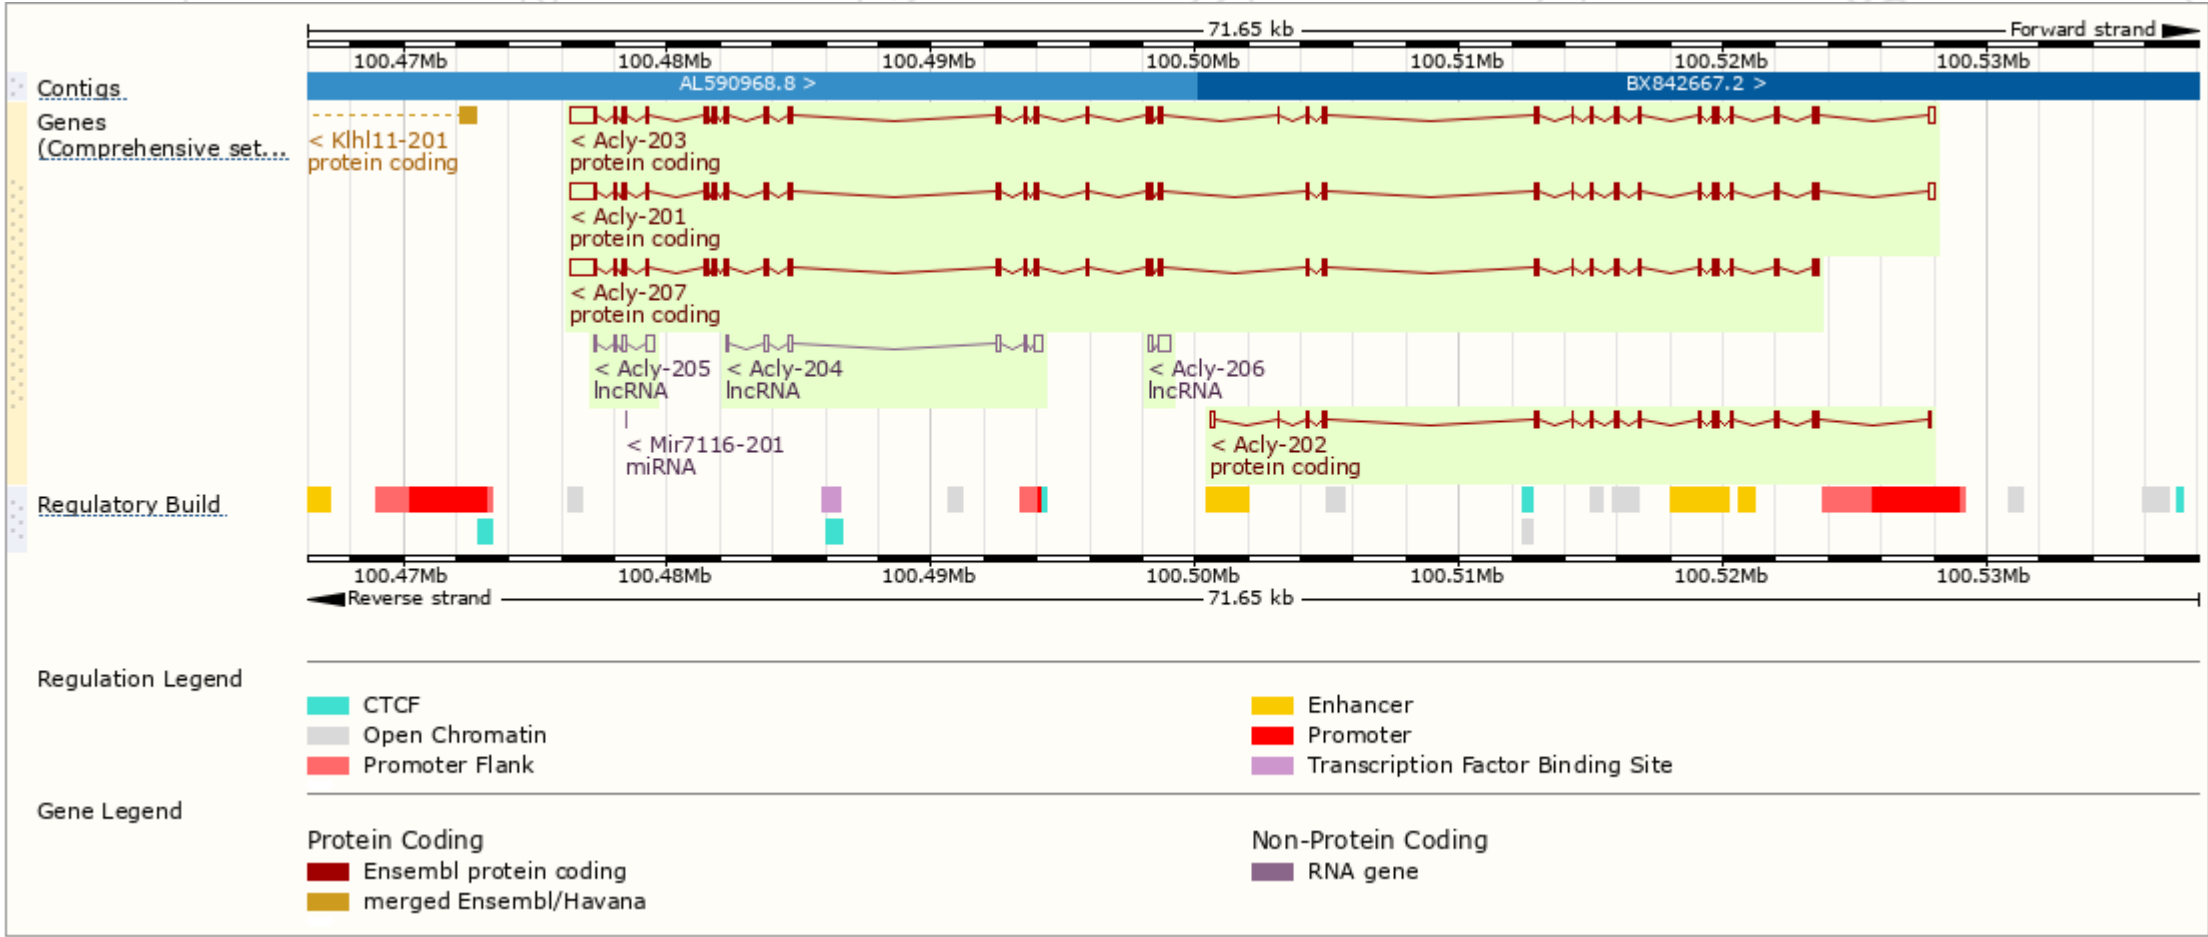 71.65 kb Forward strand
100.47Mb 100.48Mb 100.49Mb 100.50Mb 100.51Mb 100.52Mb 100.53Mb
Contigs AL590968.8 > BX842667.2 >
Genes
(Comprehensive set...
< Klhl11-201
protein coding
< Acly-203
protein coding
< Acly-201
protein coding
< Acly-207
protein coding
< Acly-205 < Acly-204 < Acly-206
lncRNA lncRNA lncRNA
< Mir7116-201 < Acly-202
miRNA protein coding
Regulatory Build
100.47Mb 100.48Mb 100.49Mb 100.50Mb 100.51Mb 100.52Mb 100.53Mb
Reverse strand 71.65 kb
Regulation Legend
CTCF Enhancer
Open Chromatin Promoter
Promoter Flank Transcription Factor Binding Site
Gene Legend
Protein Coding Non-Protein Coding
Ensembl protein coding RNA gene
merged Ensembl/Havana